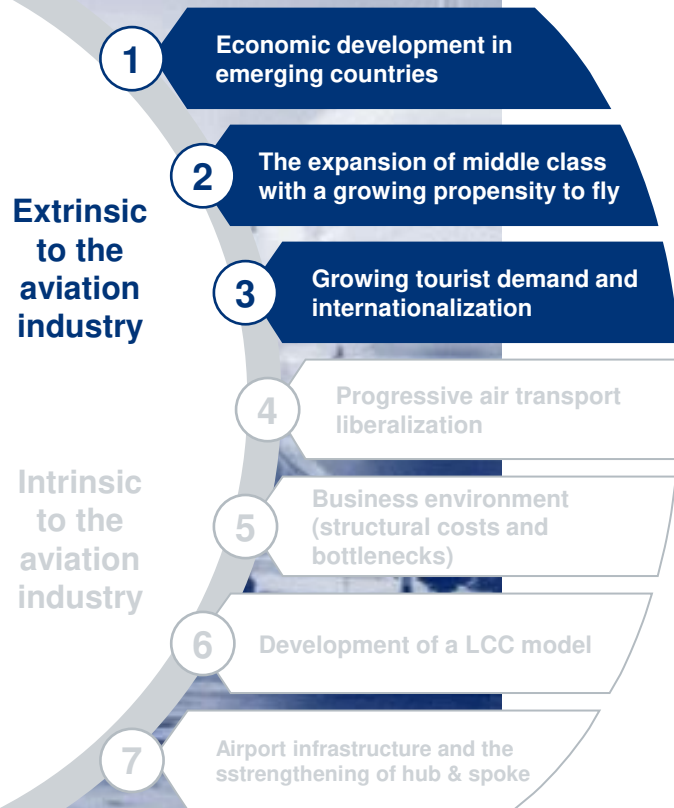 1
Economic development in
emerging countries
2
The expansion of middle class
with a growing propensity to fly
Extrinsic
to the
aviation
industry
3
Growing tourist demand and
internationalization
4
Progressive air transport
liberalization
Intrinsic
to the
aviation
industry
5
Business environment
(structural costs and
bottlenecks)
6
Development of a LCC model
7
Airport infrastructure and the
sstrengthening of hub & spoke